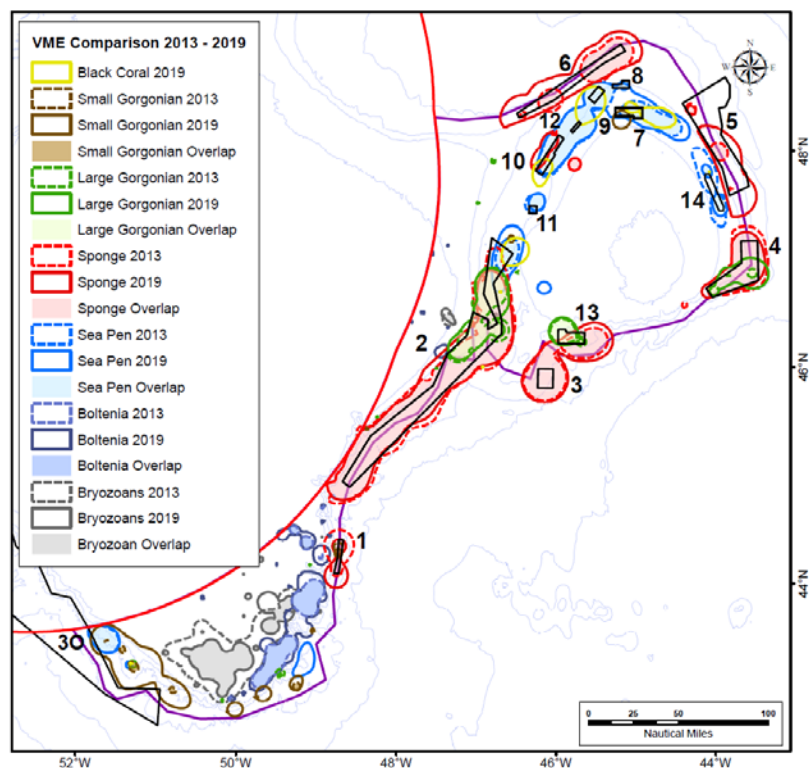 VME Comparison 2013 - 2019
Black Coral 2019
Small Gorgonian 2013
Small Gorgonian 2019
Small Gorgonian Overlap
Large Gorgonian 2013
Large Gorgonian 2019
Large Gorgonian Overlap
Sponge 2013
Sponge 2019
Sponge Overlap
Sea Pen 2013
Sea Pen 2019
Sea Pen Overlap
Boltenia 2013
Boltenia 2019
Boltenia Overlap
Bryozoans 2013
Bryozoans 2019
Bryozoan Overlap
N
W E
S
6
8
12
9
7
5
10
14
11
4
13
2
3
1
3O
48°N
46°N
44°N
0 25 50 100
Nautical Miles
52°W 50°W 48°W 46°W 44°W